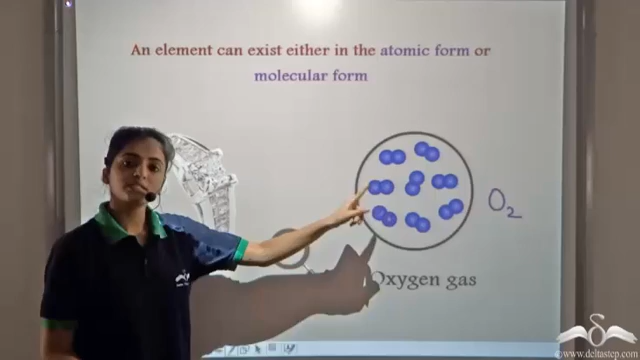 An element can exist either in the atomic form or
molecular form
O2
Oxygen gas
©www.deltastep.com